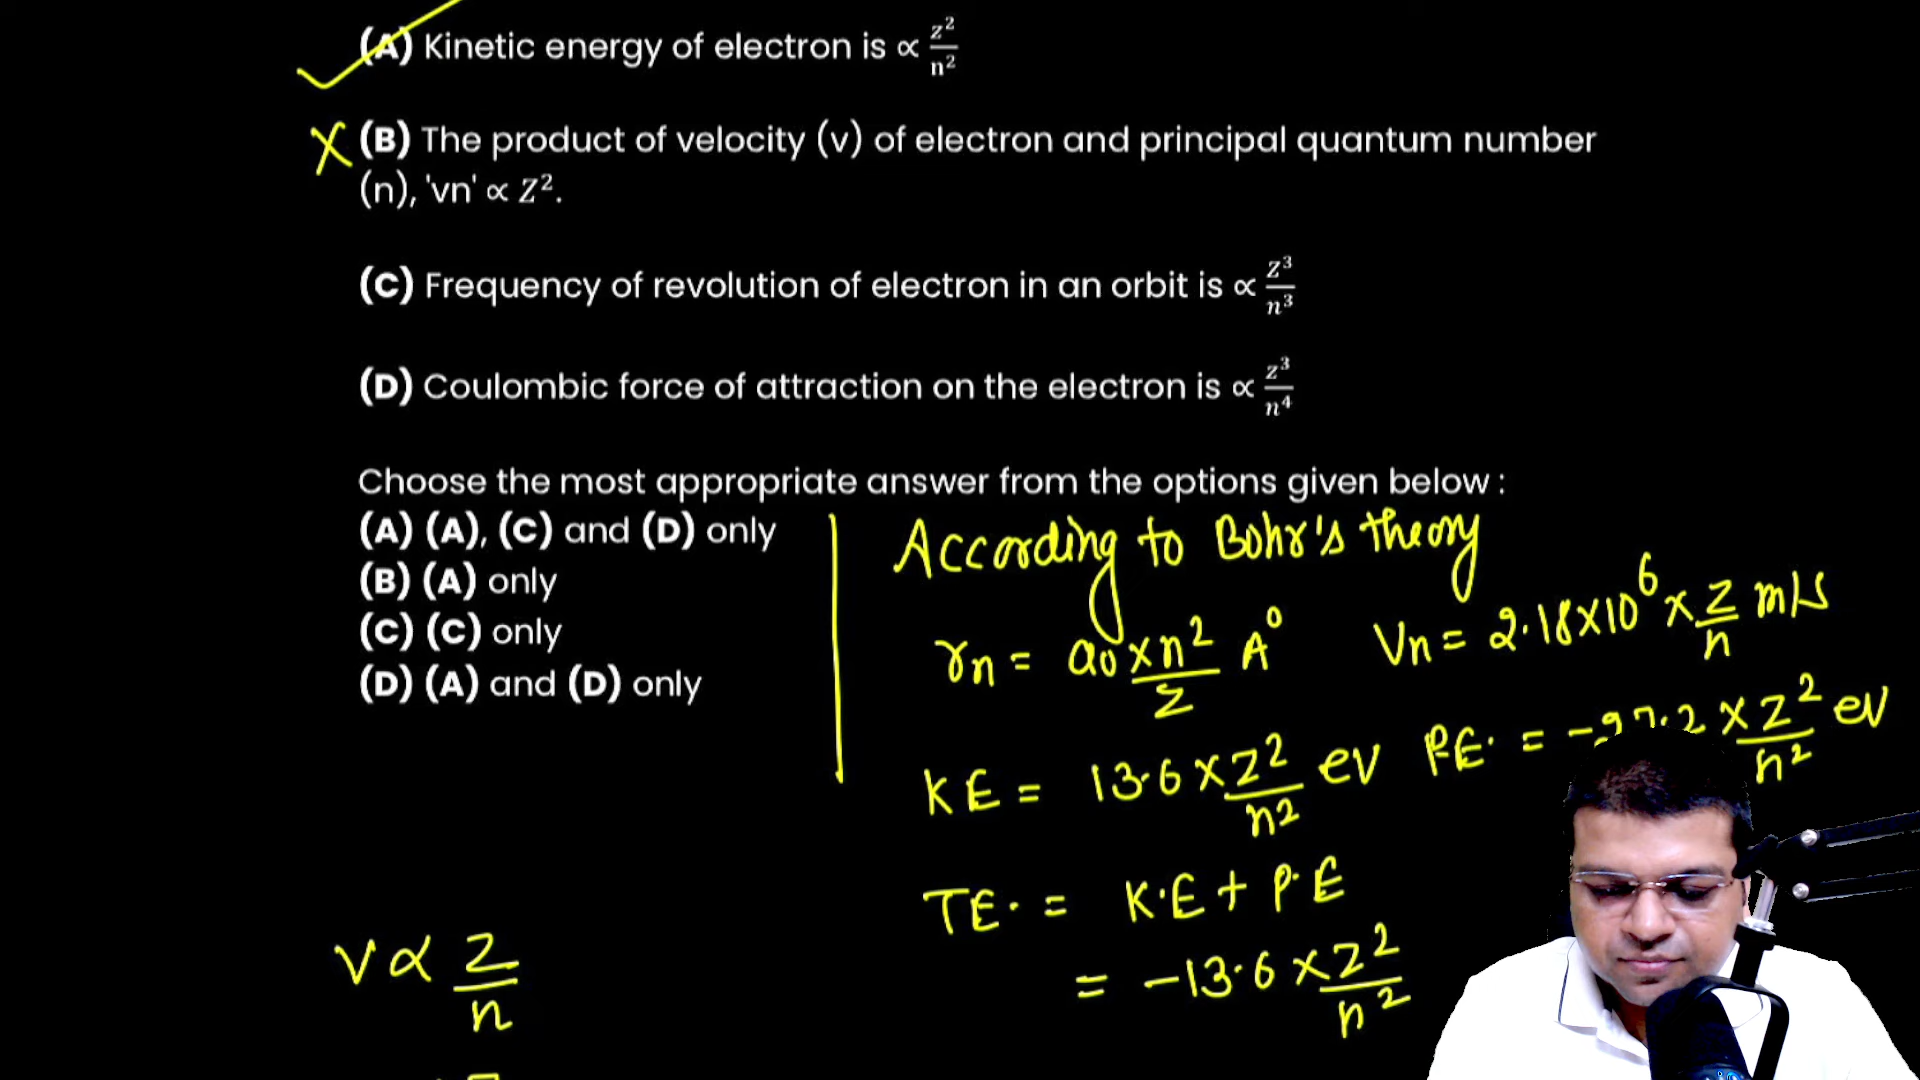 (A) Kinetic energy of electron is ∝ z²/n²
X (B) The product of velocity (v) of electron and principal quantum number
(n), 'vn' ∝ Z².
(C) Frequency of revolution of electron in an orbit is ∝ Z³/n³
(D) Coulombic force of attraction on the electron is ∝ z³/n⁴
Choose the most appropriate answer from the options given below :
(A) (A), (C) and (D) only
(B) (A) only
(C) (C) only
(D) (A) and (D) only
According to Bohr's theory
rn = a0 x n²/Z A° Vn = 2.18x10⁶ x Z/n m/s
KE = 13.6 x Z²/n² eV P.E. = -27.2 x Z²/n² eV
TE. = K.E + P.E
= -13.6 x Z²/n²
V ∝ Z/n